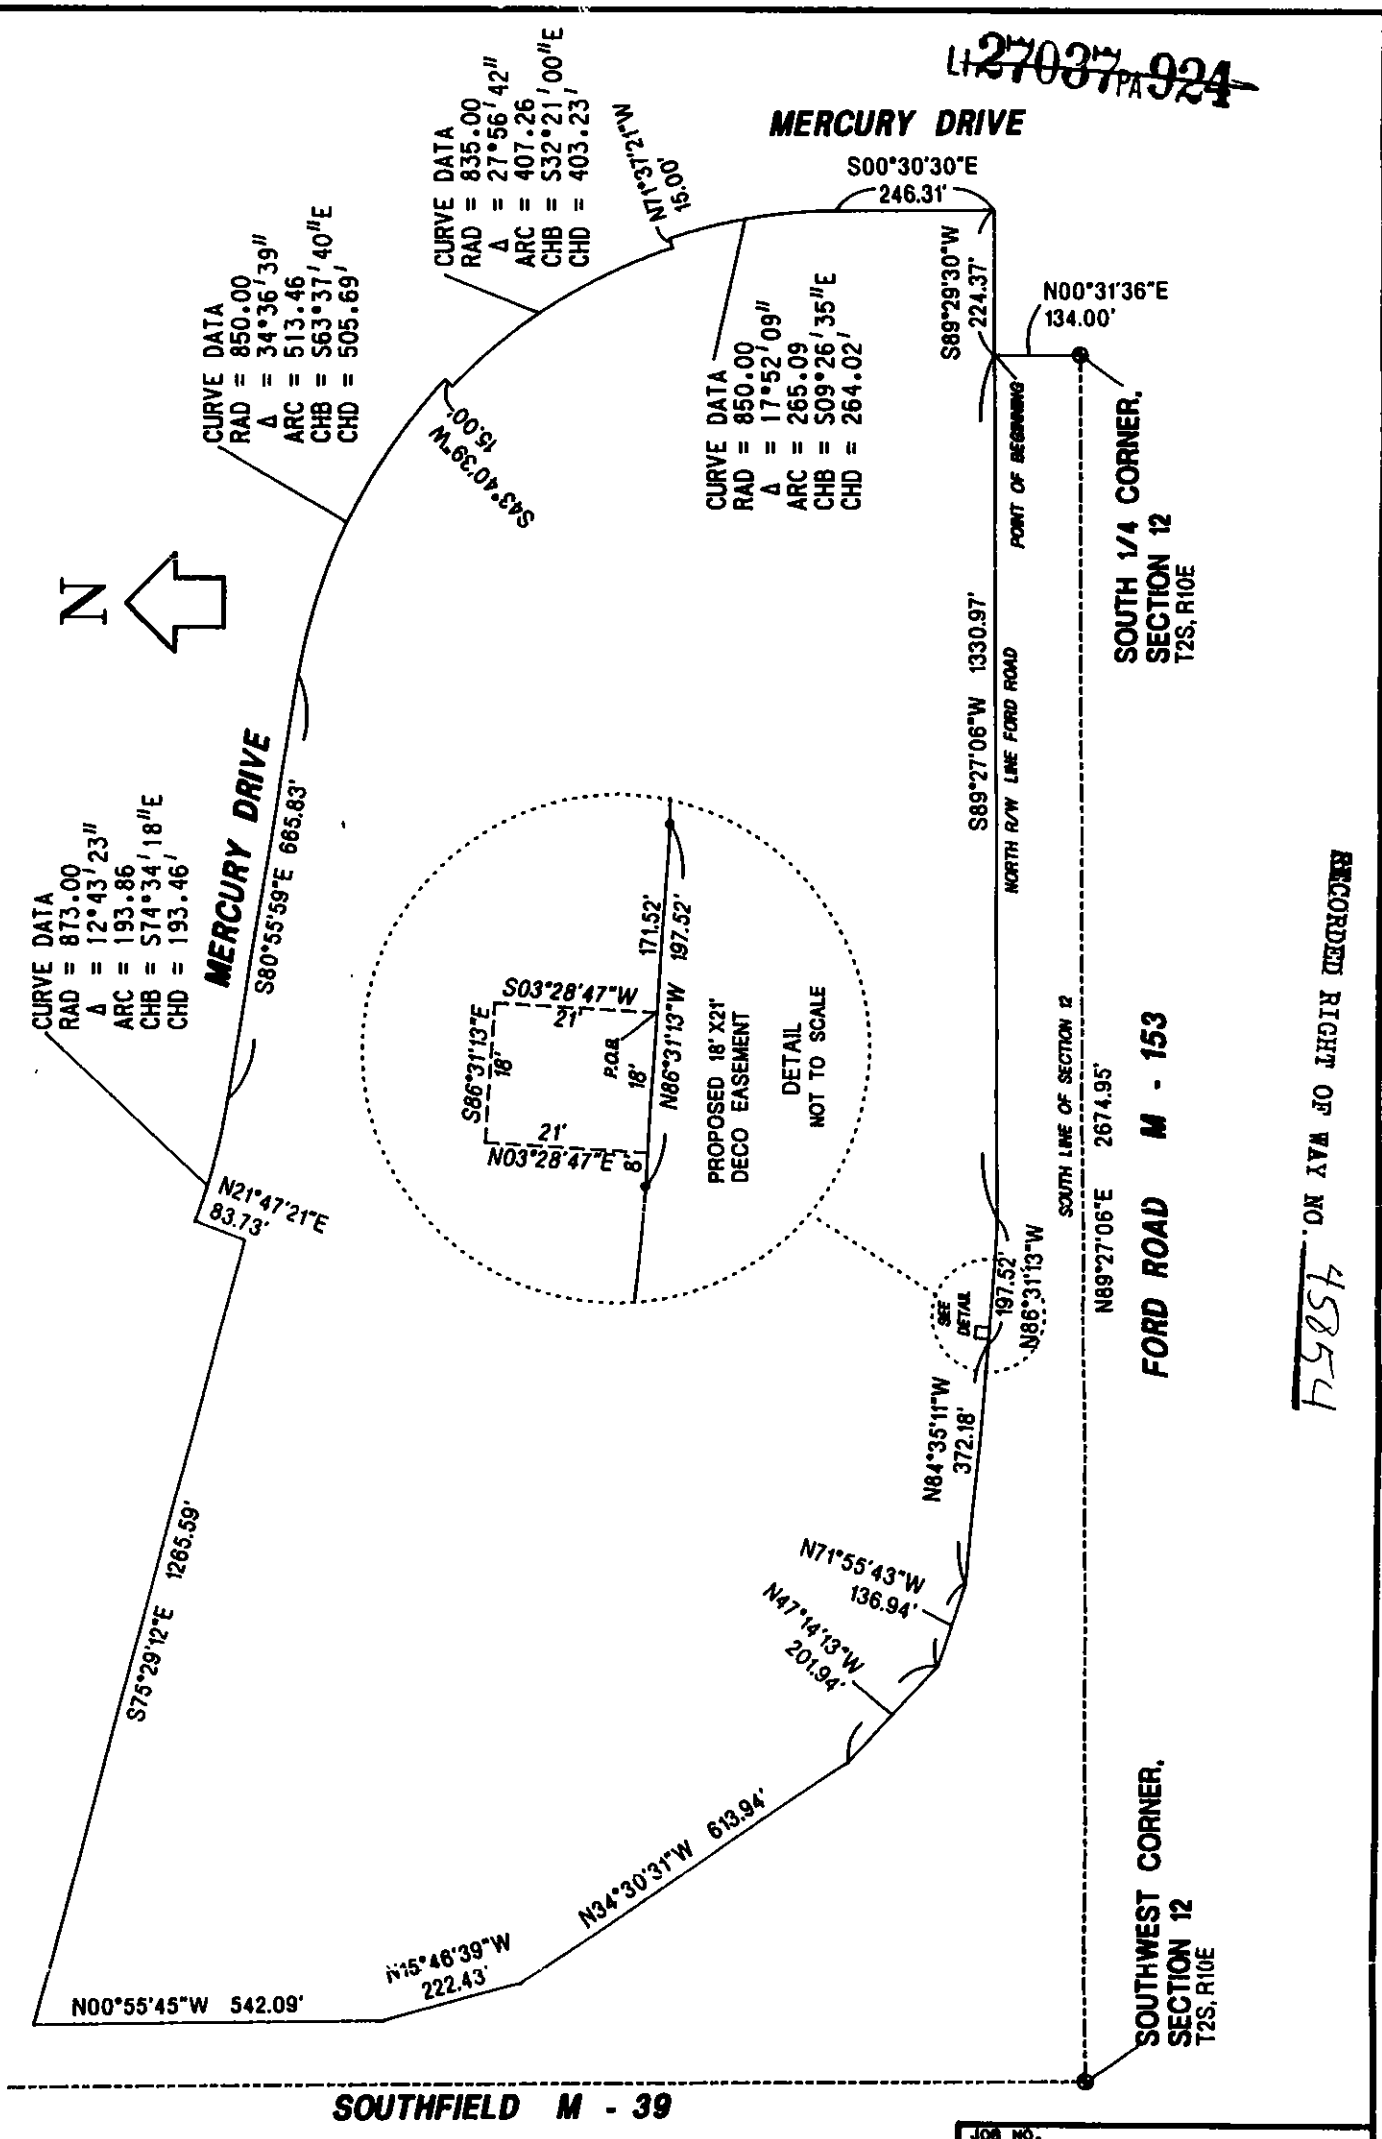 LI 27037 PA 924
MERCURY DRIVE
S00°30'30"E
246.31'
CURVE DATA
RAD = 835.00
Δ = 27°56'42"
ARC = 407.26
CHB = S32°21'00"E
CHD = 403.23'
N71°37'21"W
15.00'
CURVE DATA
RAD = 850.00
Δ = 34°36'39"
ARC = 513.46
CHB = S63°37'40"E
CHD = 505.69'
S43°40'39"W
15.00'
CURVE DATA
RAD = 850.00
Δ = 17°52'09"
ARC = 265.09
CHB = S09°26'35"E
CHD = 264.02'
S89°29'30"W
224.37'
N00°31'36"E
134.00'
POINT OF BEGINNING
SOUTH 1/4 CORNER,
SECTION 12
T2S, R10E
N
MERCURY DRIVE
S80°55'59"E 665.83'
CURVE DATA
RAD = 873.00
Δ = 12°43'23"
ARC = 193.86
CHB = S74°34'18"E
CHD = 193.46'
N21°47'21"E
83.73'
S89°27'06"W 1330.97'
NORTH R/W LINE FORD ROAD
S86°31'13"E
18'
S03°28'47"W
21'
P.O.B.
18'
N86°31'13"W
171.52'
197.52'
21'
N03°28'47"E
8'
PROPOSED 18' X21'
DECO EASEMENT
DETAIL
NOT TO SCALE
SEE
DETAIL
197.52'
N86°31'13"W
SOUTH LINE OF SECTION 12
N89°27'06"E 2674.95'
FORD ROAD M - 153
RECORDED RIGHT OF WAY NO. 45854
N84°35'11"W
372.18'
N71°55'43"W
136.94'
N47°14'13"W
201.94'
S75°29'12"E 1265.59'
N34°30'31"W 613.94'
N15°46'39"W
222.43'
N00°55'45"W 542.09'
SOUTHWEST CORNER,
SECTION 12
T2S, R10E
SOUTHFIELD M - 39
JOB NO.